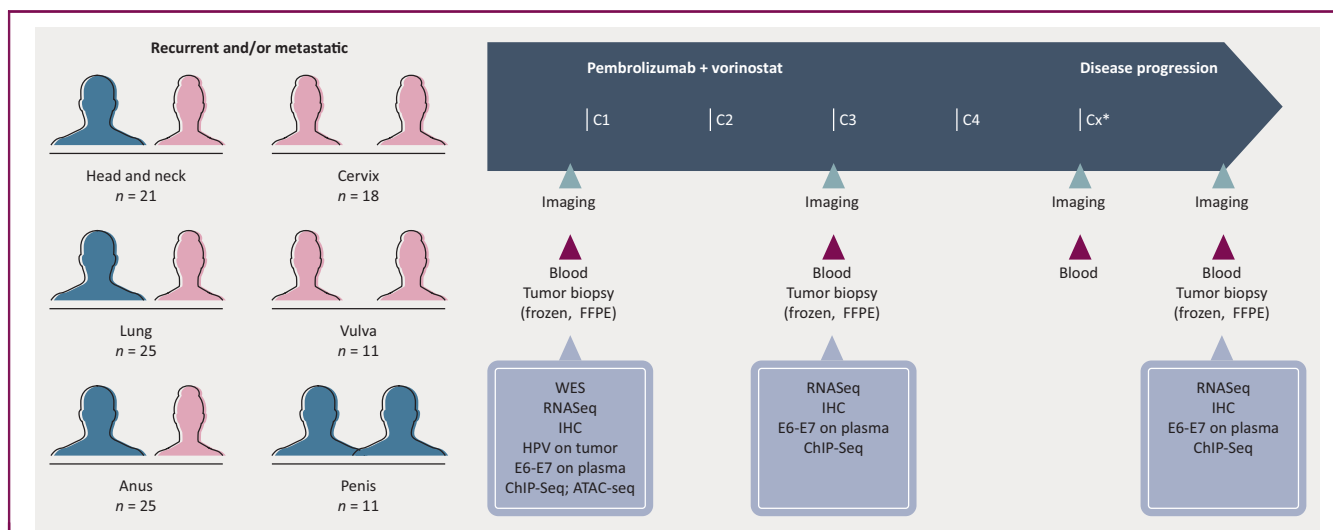 Recurrent and/or metastatic
Head and neck
n = 21
Cervix
n = 18
Lung
n = 25
Vulva
n = 11
Anus
n = 25
Penis
n = 11
Pembrolizumab + vorinostat
Disease progression
C1
C2
C3
C4
Cx*
Imaging
Imaging
Imaging
Imaging
Blood
Tumor biopsy
(frozen, FFPE)
Blood
Tumor biopsy
(frozen, FFPE)
Blood
Blood
Tumor biopsy
(frozen, FFPE)
WES
RNASeq
IHC
HPV on tumor
E6-E7 on plasma
ChIP-Seq; ATAC-seq
RNASeq
IHC
E6-E7 on plasma
ChIP-Seq
RNASeq
IHC
E6-E7 on plasma
ChIP-Seq